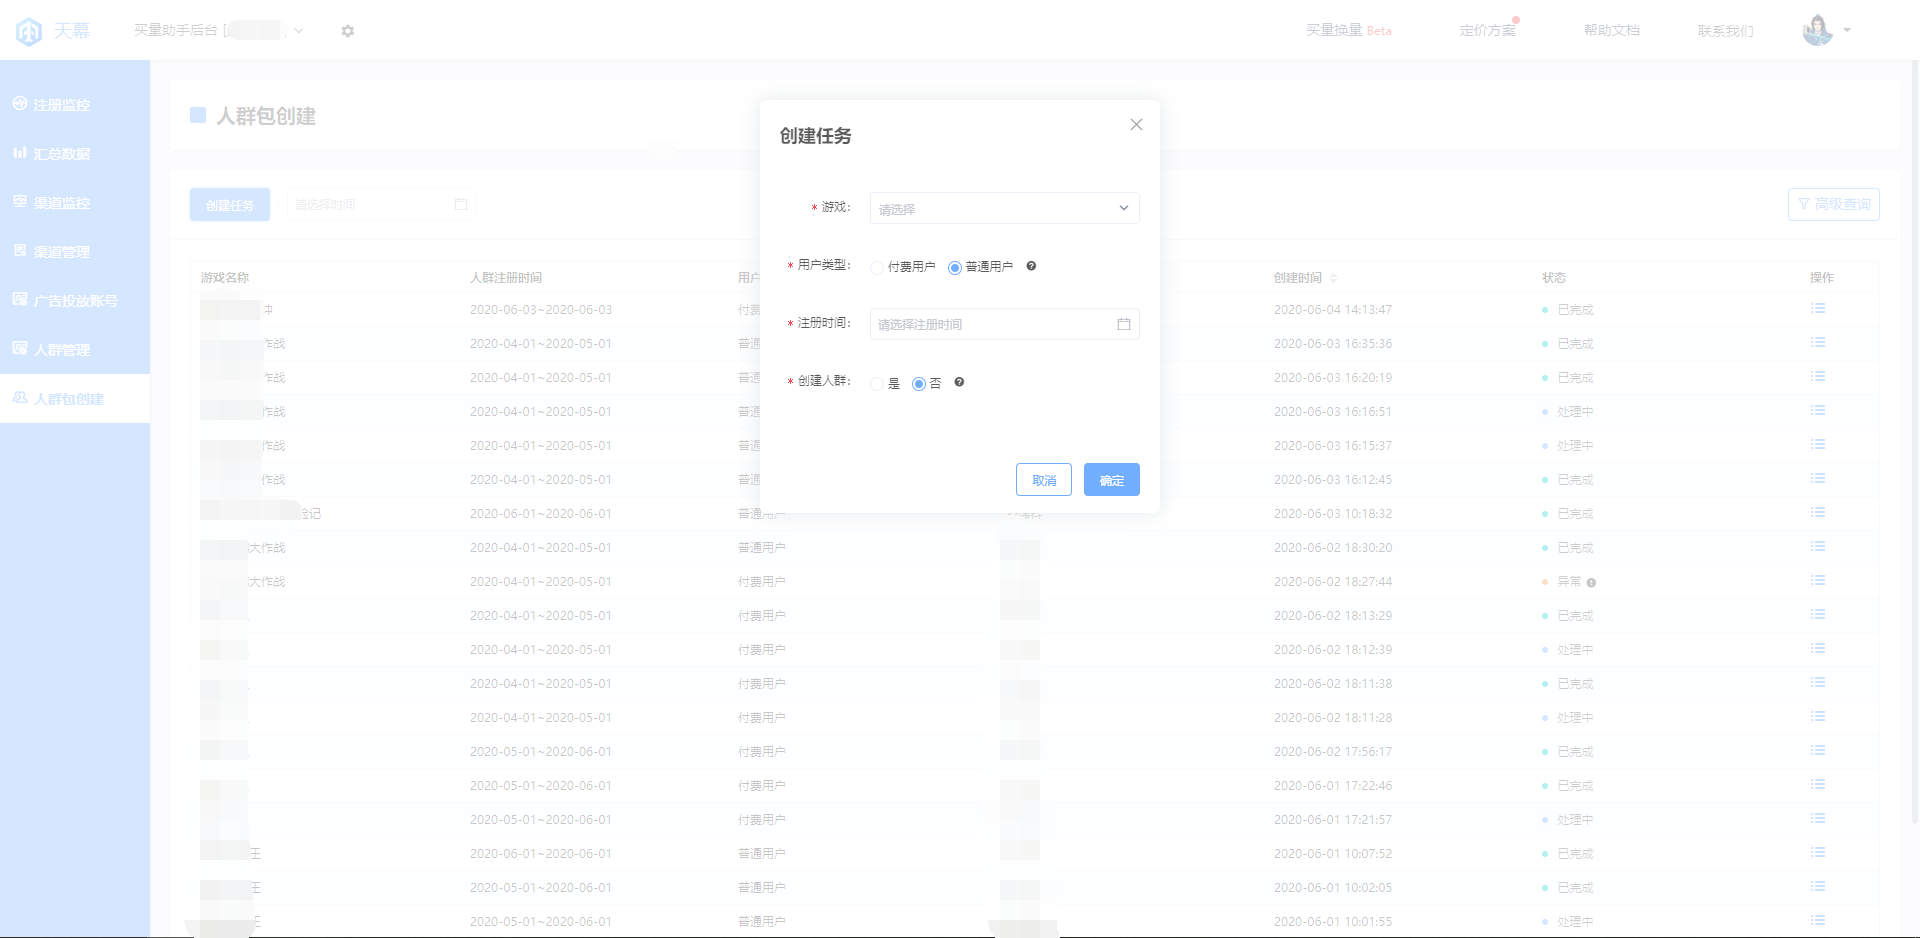 天幕 买量助手后台 [ 买量换量 Beta 定价方案 帮助文档 联系我们
注册监控
汇总数据
渠道监控
渠道管理
广告投放账号
人群管理
人群包创建
人群包创建
创建任务 请选择时间 高级查询
创建任务
* 游戏: 请选择
* 用户类型: 付费用户 普通用户
* 注册时间: 请选择注册时间
* 创建人群: 是 否
取消 确定
游戏名称 人群注册时间 用户 创建时间 状态 操作
2020-06-03~2020-06-03 付费 2020-06-04 14:13:47 已完成
作战 2020-04-01~2020-05-01 普通 2020-06-03 16:35:36 已完成
作战 2020-04-01~2020-05-01 普通 2020-06-03 16:20:19 已完成
作战 2020-04-01~2020-05-01 普通 2020-06-03 16:16:51 处理中
作战 2020-04-01~2020-05-01 普通 2020-06-03 16:15:37 处理中
作战 2020-04-01~2020-05-01 普通 2020-06-03 16:12:45 已完成
记 2020-06-01~2020-06-01 普通用户 2020-06-03 10:18:32 已完成
大作战 2020-04-01~2020-05-01 普通用户 2020-06-02 18:30:20 已完成
大作战 2020-04-01~2020-05-01 付费用户 2020-06-02 18:27:44 异常
2020-04-01~2020-05-01 付费用户 2020-06-02 18:13:29 已完成
2020-04-01~2020-05-01 付费用户 2020-06-02 18:12:39 处理中
2020-04-01~2020-05-01 付费用户 2020-06-02 18:11:38 已完成
2020-04-01~2020-05-01 付费用户 2020-06-02 18:11:28 处理中
2020-05-01~2020-06-01 付费用户 2020-06-02 17:56:17 已完成
2020-05-01~2020-06-01 付费用户 2020-06-01 17:22:46 已完成
2020-05-01~2020-06-01 付费用户 2020-06-01 17:21:57 处理中
王 2020-06-01~2020-06-01 普通用户 2020-06-01 10:07:52 已完成
王 2020-05-01~2020-06-01 普通用户 2020-06-01 10:02:05 已完成
2020-05-01~2020-06-01 普通用户 2020-06-01 10:01:55 处理中